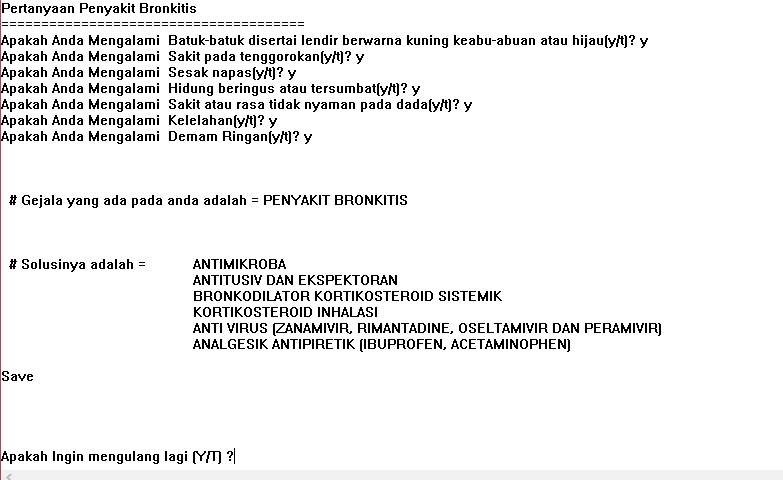 Pertanyaan Penyakit Bronkitis
======================================
Apakah Anda Mengalami  Batuk-batuk disertai lendir berwarna kuning keabu-abuan atau hijau(y/t)? y
Apakah Anda Mengalami  Sakit pada tenggorokan(y/t)? y
Apakah Anda Mengalami  Sesak napas(y/t)? y
Apakah Anda Mengalami  Hidung beringus atau tersumbat(y/t)? y
Apakah Anda Mengalami  Sakit atau rasa tidak nyaman pada dada(y/t)? y
Apakah Anda Mengalami  Kelelahan(y/t)? y
Apakah Anda Mengalami  Demam Ringan(y/t)? y
# Gejala yang ada pada anda adalah = PENYAKIT BRONKITIS
# Solusinya adalah = ANTIMIKROBA
ANTITUSIV DAN EKSPEKTORAN
BRONKODILATOR KORTIKOSTEROID SISTEMIK
KORTIKOSTEROID INHALASI
ANTI VIRUS (ZANAMIVIR, RIMANTADINE, OSELTAMIVIR DAN PERAMIVIR)
ANALGESIK ANTIPIRETIK (IBUPROFEN, ACETAMINOPHEN)
Save
Apakah Ingin mengulang lagi (Y/T) ?